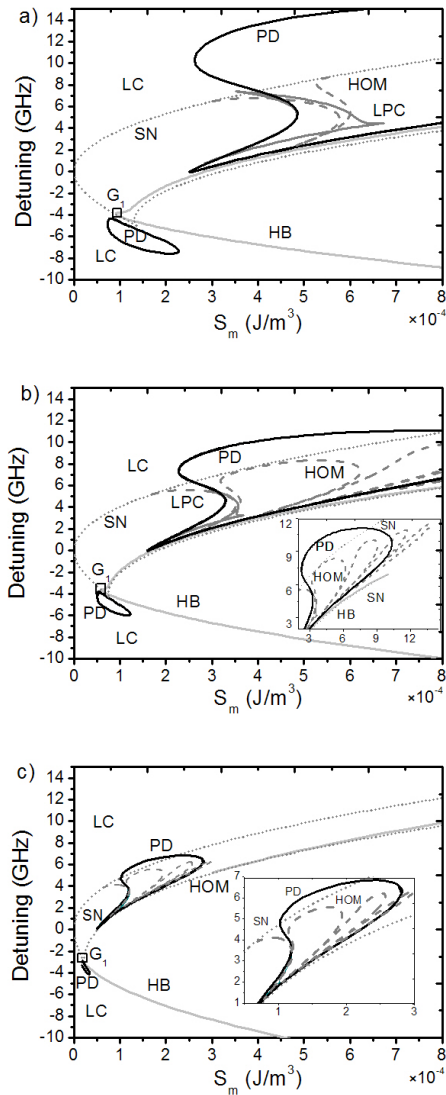 a)
14
12
10
8
6
4
2
0
-2
-4
-6
-8
-10
Detuning (GHz)
LC
PD
HOM
LPC
SN
G1
PD
LC
HB
0 1 2 3 4 5 6 7 8
×10-4
Sm (J/m3)
b)
14
12
10
8
6
4
2
0
-2
-4
-6
-8
-10
Detuning (GHz)
LC
PD
HOM
LPC
SN
G1
PD
LC
HB
12
9
6
3
PD
SN
HOM
SN
HB
3 6 9 12
0 1 2 3 4 5 6 7 8
×10-4
Sm (J/m3)
c)
14
12
10
8
6
4
2
0
-2
-4
-6
-8
-10
Detuning (GHz)
LC
PD
SN
HOM
G1
PD
LC
HB
7
6
5
4
3
2
1
PD
HOM
SN
1 2 3
0 1 2 3 4 5 6 7 8
×10-4
Sm (J/m3)